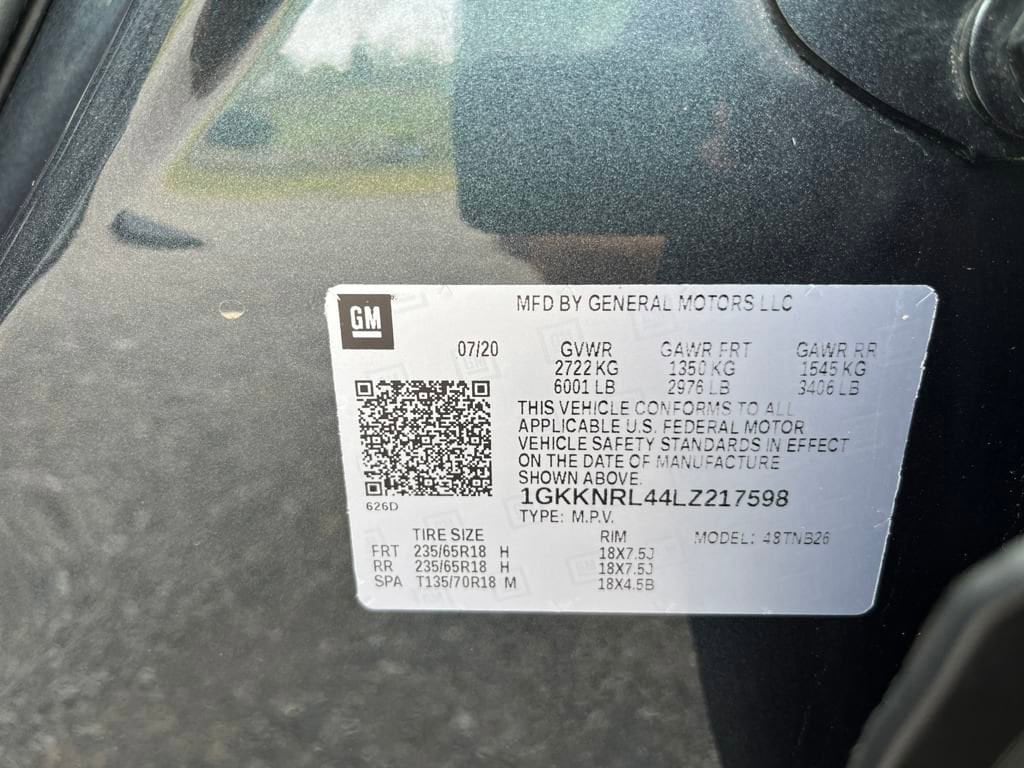 GM
MFD BY GENERAL MOTORS LLC
07/20 GVWR GAWR FRT GAWR RR
2722 KG 1350 KG 1545 KG
6001 LB 2976 LB 3406 LB
THIS VEHICLE CONFORMS TO ALL
APPLICABLE U.S. FEDERAL MOTOR
VEHICLE SAFETY STANDARDS IN EFFECT
ON THE DATE OF MANUFACTURE
SHOWN ABOVE.
626D
1GKKNRL44LZ217598
TYPE: M.P.V.
TIRE SIZE RIM MODEL: 48TNB26
FRT 235/65R18 H 18X7.5J
RR 235/65R18 H 18X7.5J
SPA T135/70R18 M 18X4.5B